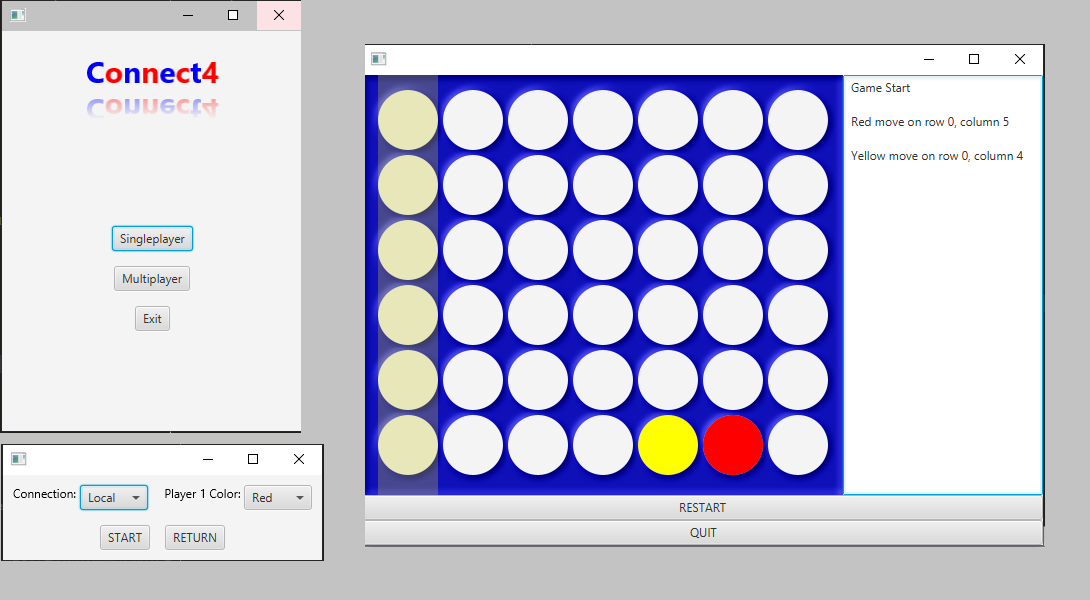 Connect4
Singleplayer
Multiplayer
Exit
Connection: Local Player 1 Color: Red
START RETURN
Game Start
Red move on row 0, column 5
Yellow move on row 0, column 4
RESTART
QUIT